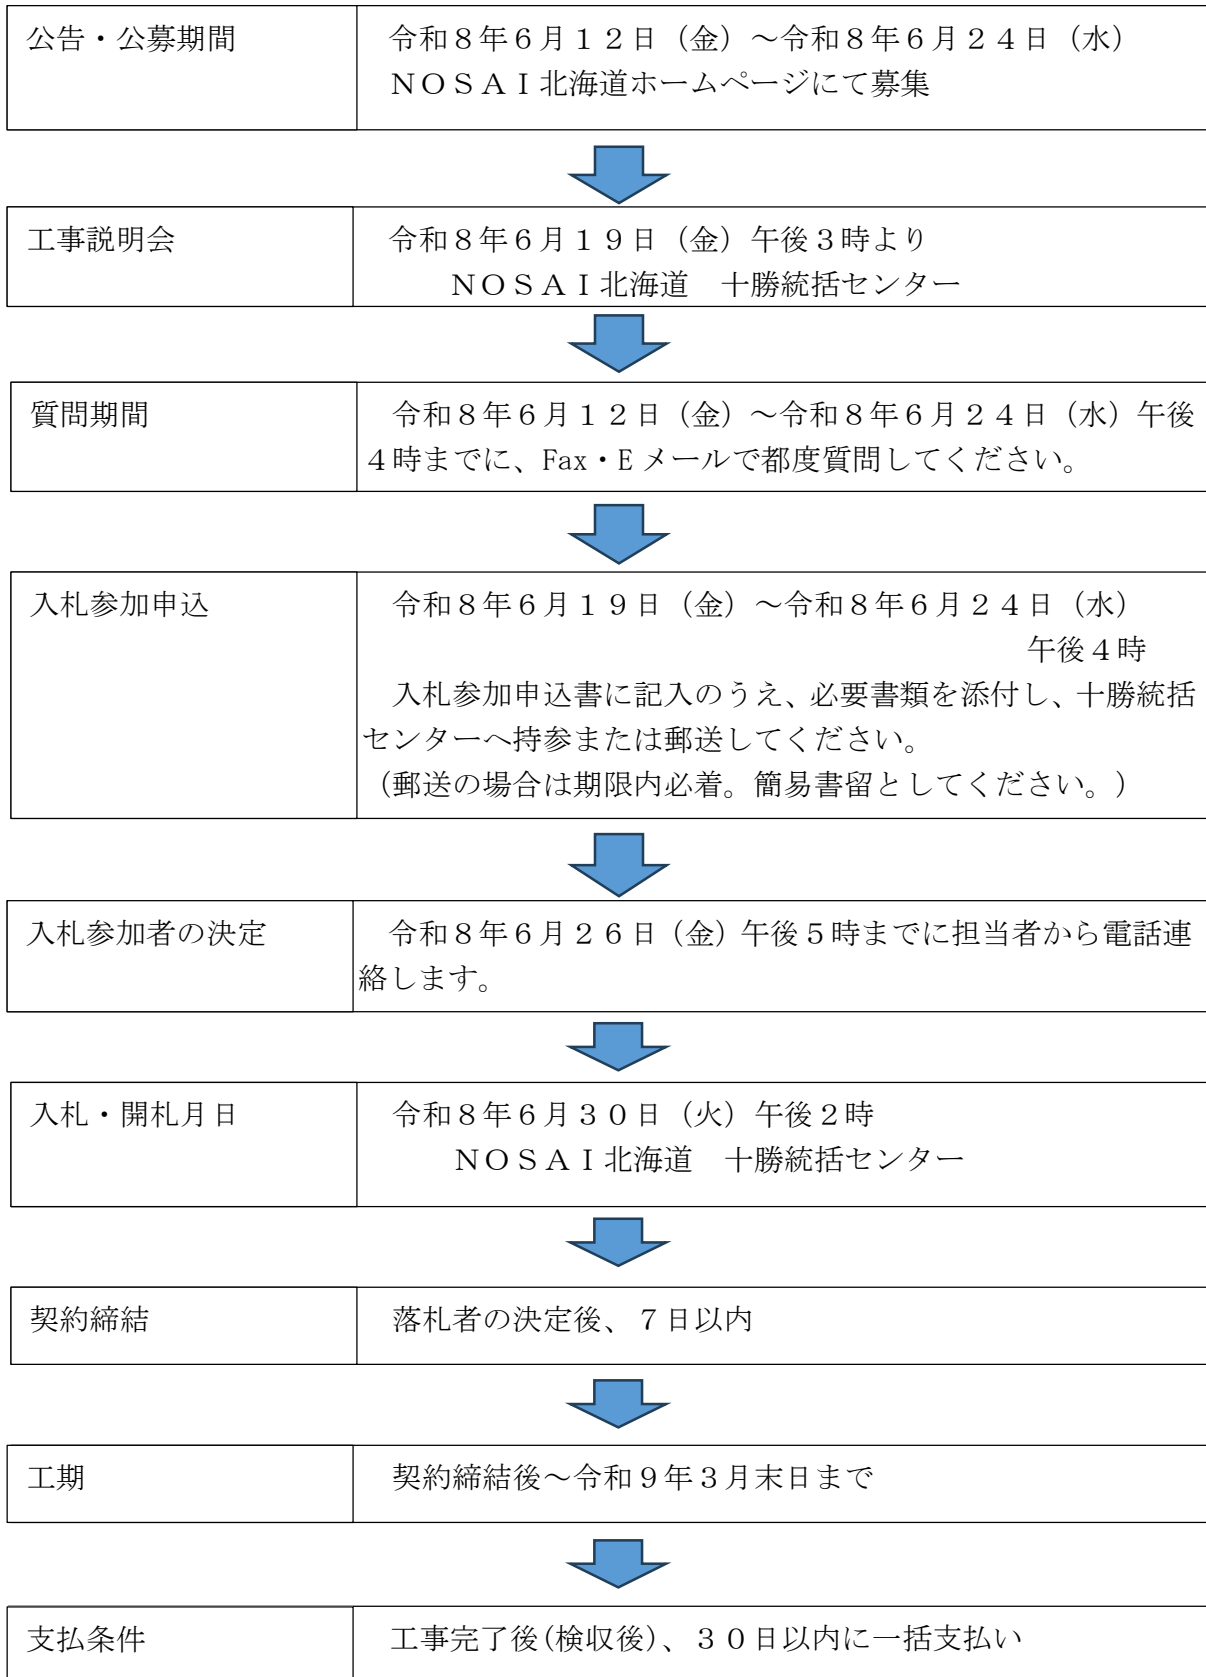 公告・公募期間
令和８年６月１２日（金）～令和８年６月２４日（水）
ＮＯＳＡＩ北海道ホームページにて募集
工事説明会
令和８年６月１９日（金）午後３時より
ＮＯＳＡＩ北海道　十勝統括センター
質問期間
令和８年６月１２日（金）～令和８年６月２４日（水）午後
４時までに、Fax・Eメールで都度質問してください。
入札参加申込
令和８年６月１９日（金）～令和８年６月２４日（水）
午後４時
入札参加申込書に記入のうえ、必要書類を添付し、十勝統括
センターへ持参または郵送してください。
（郵送の場合は期限内必着。簡易書留としてください。）
入札参加者の決定
令和８年６月２６日（金）午後５時までに担当者から電話連
絡します。
入札・開札月日
令和８年６月３０日（火）午後２時
ＮＯＳＡＩ北海道　十勝統括センター
契約締結
落札者の決定後、７日以内
工期
契約締結後～令和９年３月末日まで
支払条件
工事完了後(検収後)、３０日以内に一括支払い